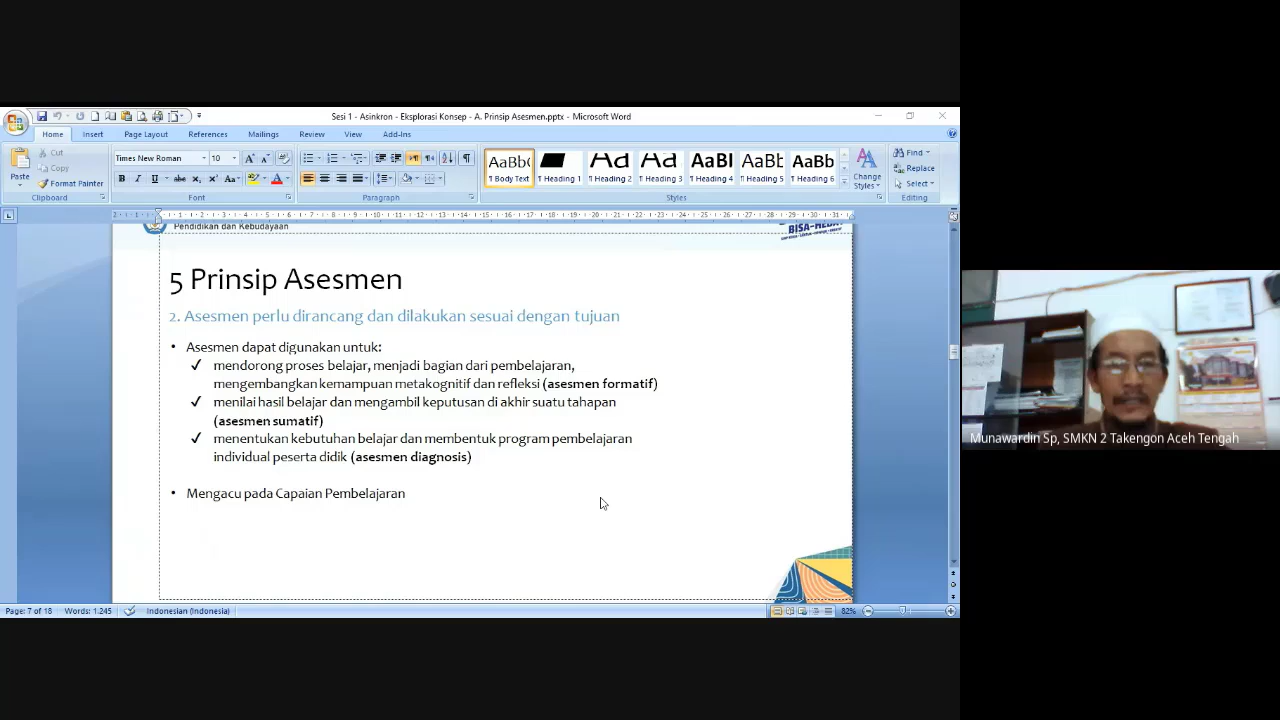 Sesi 1 - Asinkron - Eksplorasi Konsep - A. Prinsip Asesmen.pptx - Microsoft Word
Home Insert Page Layout References Mailings Review View Add-Ins
Paste
Cut
Copy
Format Painter
Clipboard
Times New Roman 10
Font
Paragraph
AaBbC AaBbI AaBbC AaBb
¶ Body Text ¶ Heading 1 ¶ Heading 2 ¶ Heading 3 ¶ Heading 4 ¶ Heading 5 ¶ Heading 6
Change Styles
Styles
Find
Replace
Select
Editing
Pendidikan dan Kebudayaan
5 Prinsip Asesmen
2. Asesmen perlu dirancang dan dilakukan sesuai dengan tujuan
• Asesmen dapat digunakan untuk:
✓ mendorong proses belajar, menjadi bagian dari pembelajaran,
mengembangkan kemampuan metakognitif dan refleksi (asesmen formatif)
✓ menilai hasil belajar dan mengambil keputusan di akhir suatu tahapan
(asesmen sumatif)
✓ menentukan kebutuhan belajar dan membentuk program pembelajaran
individual peserta didik (asesmen diagnosis)
• Mengacu pada Capaian Pembelajaran
Page: 7 of 18 Words: 1.245 Indonesian (Indonesia) 82%
Munawardin Sp, SMKN 2 Takengon Aceh Tengah